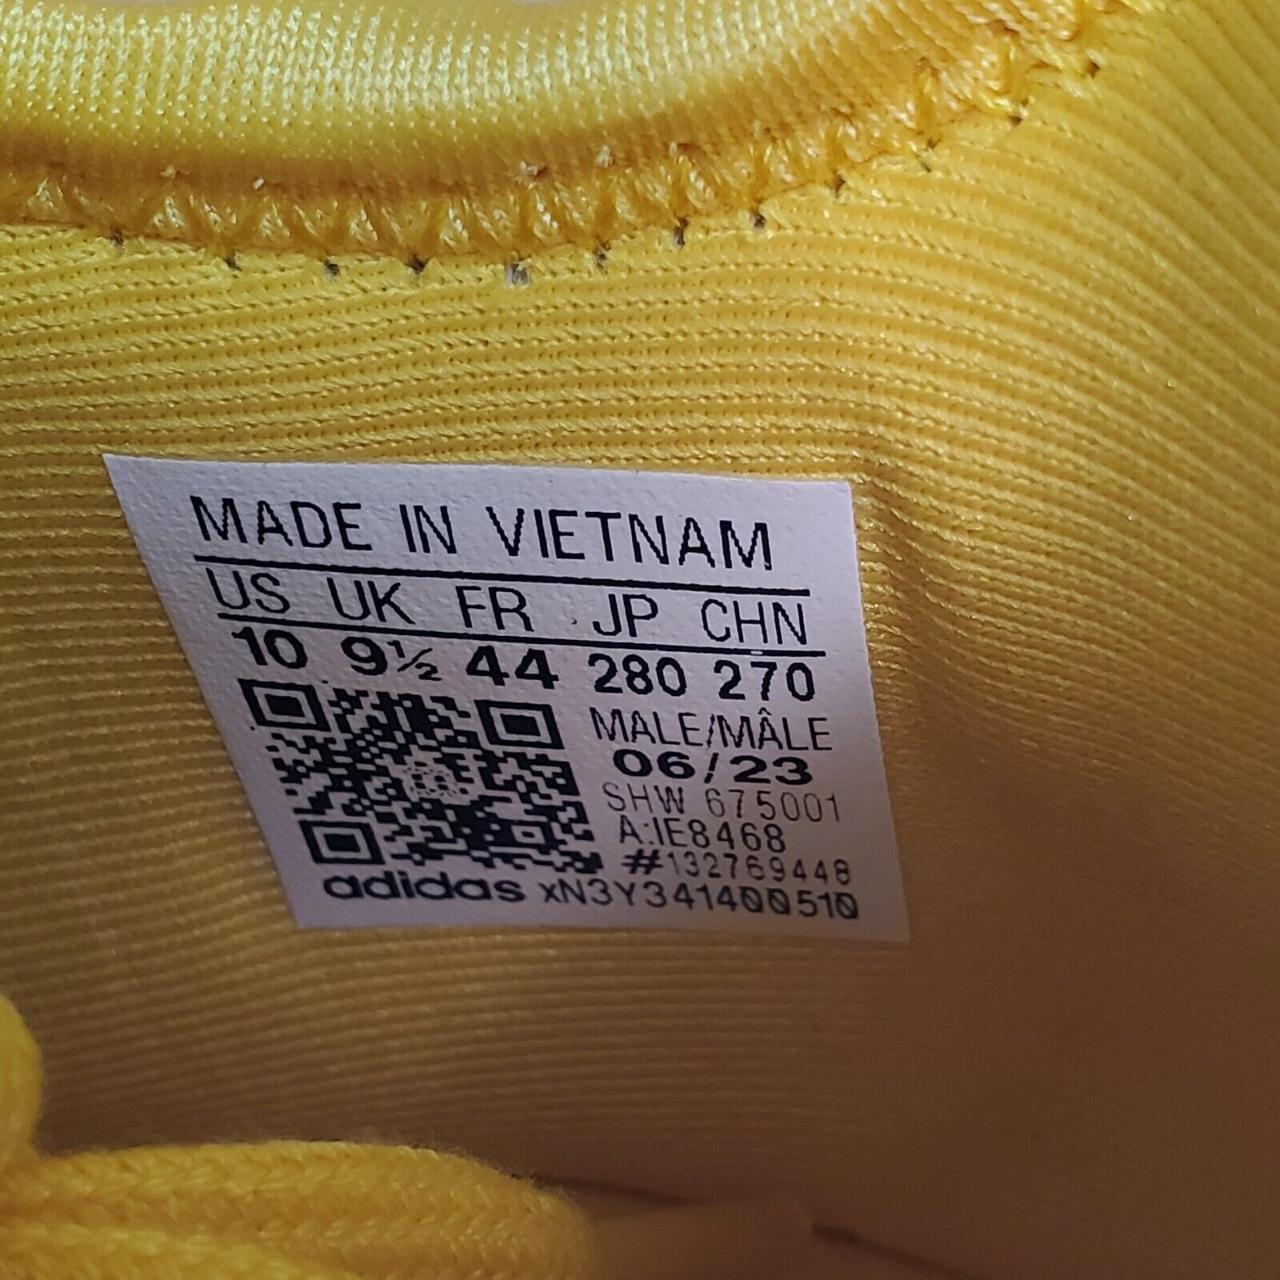 MADE IN VIETNAM
US UK FR JP CHN
10 9½ 44 280 270
MALE/MÂLE
06/23
SHW 675001
A:IE8468
#132769448
adidas xN3Y341400510